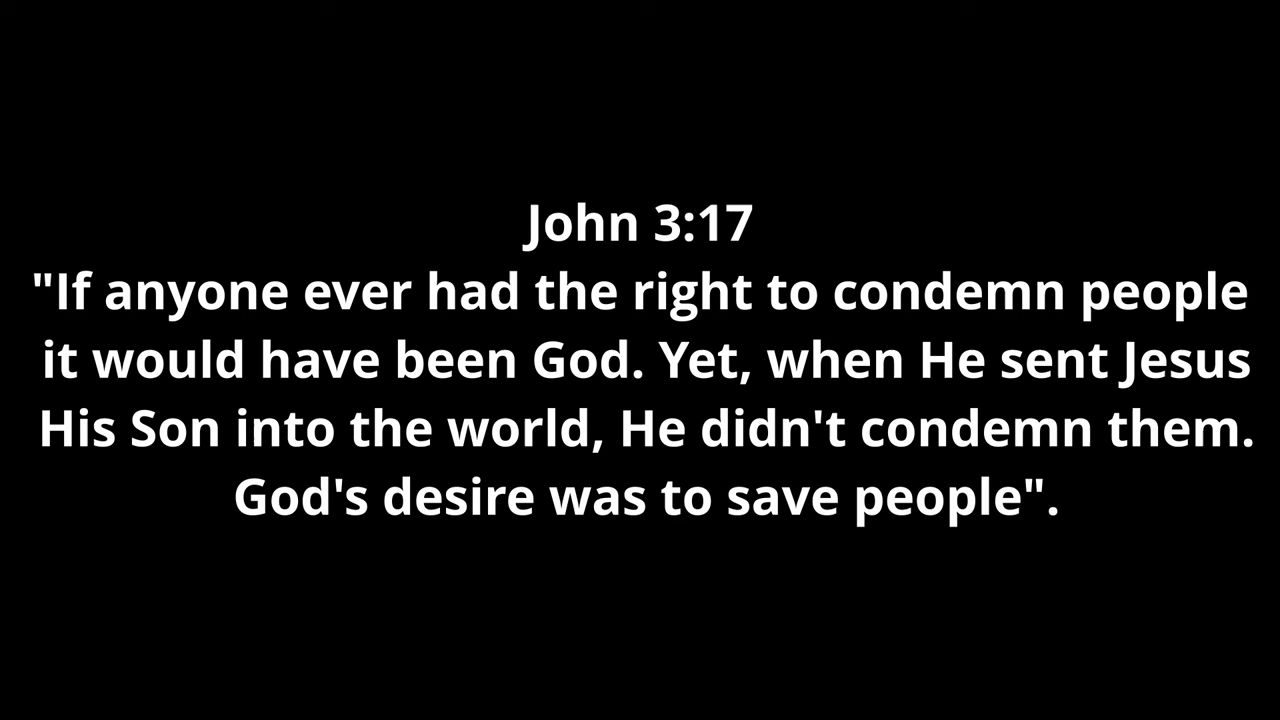 John 3:17
"If anyone ever had the right to condemn people
it would have been God. Yet, when He sent Jesus
His Son into the world, He didn't condemn them.
God's desire was to save people".